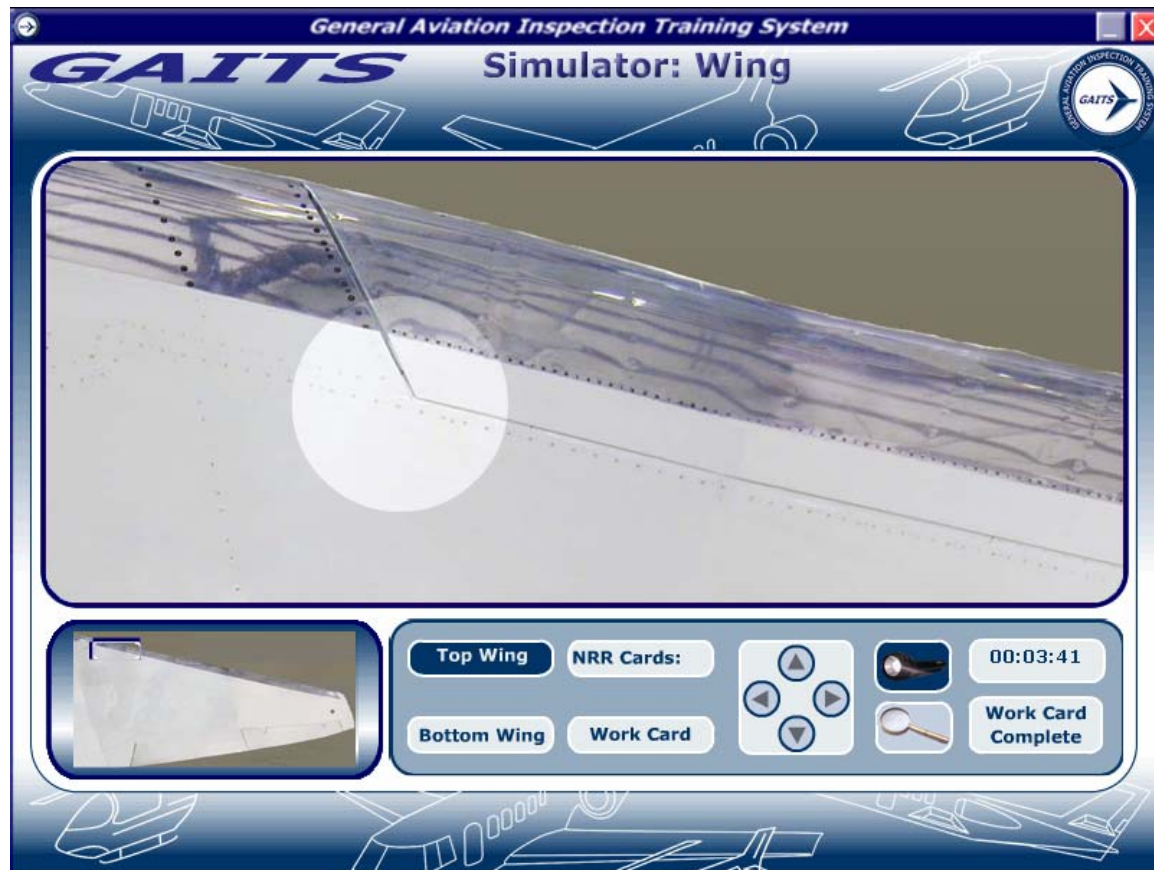 General Aviation Inspection Training System
GAITS
Simulator: Wing
GENERAL AVIATION INSPECTION TRAINING SYSTEM
GAITS
Top Wing
NRR Cards:
00:03:41
Bottom Wing
Work Card
Work Card
Complete